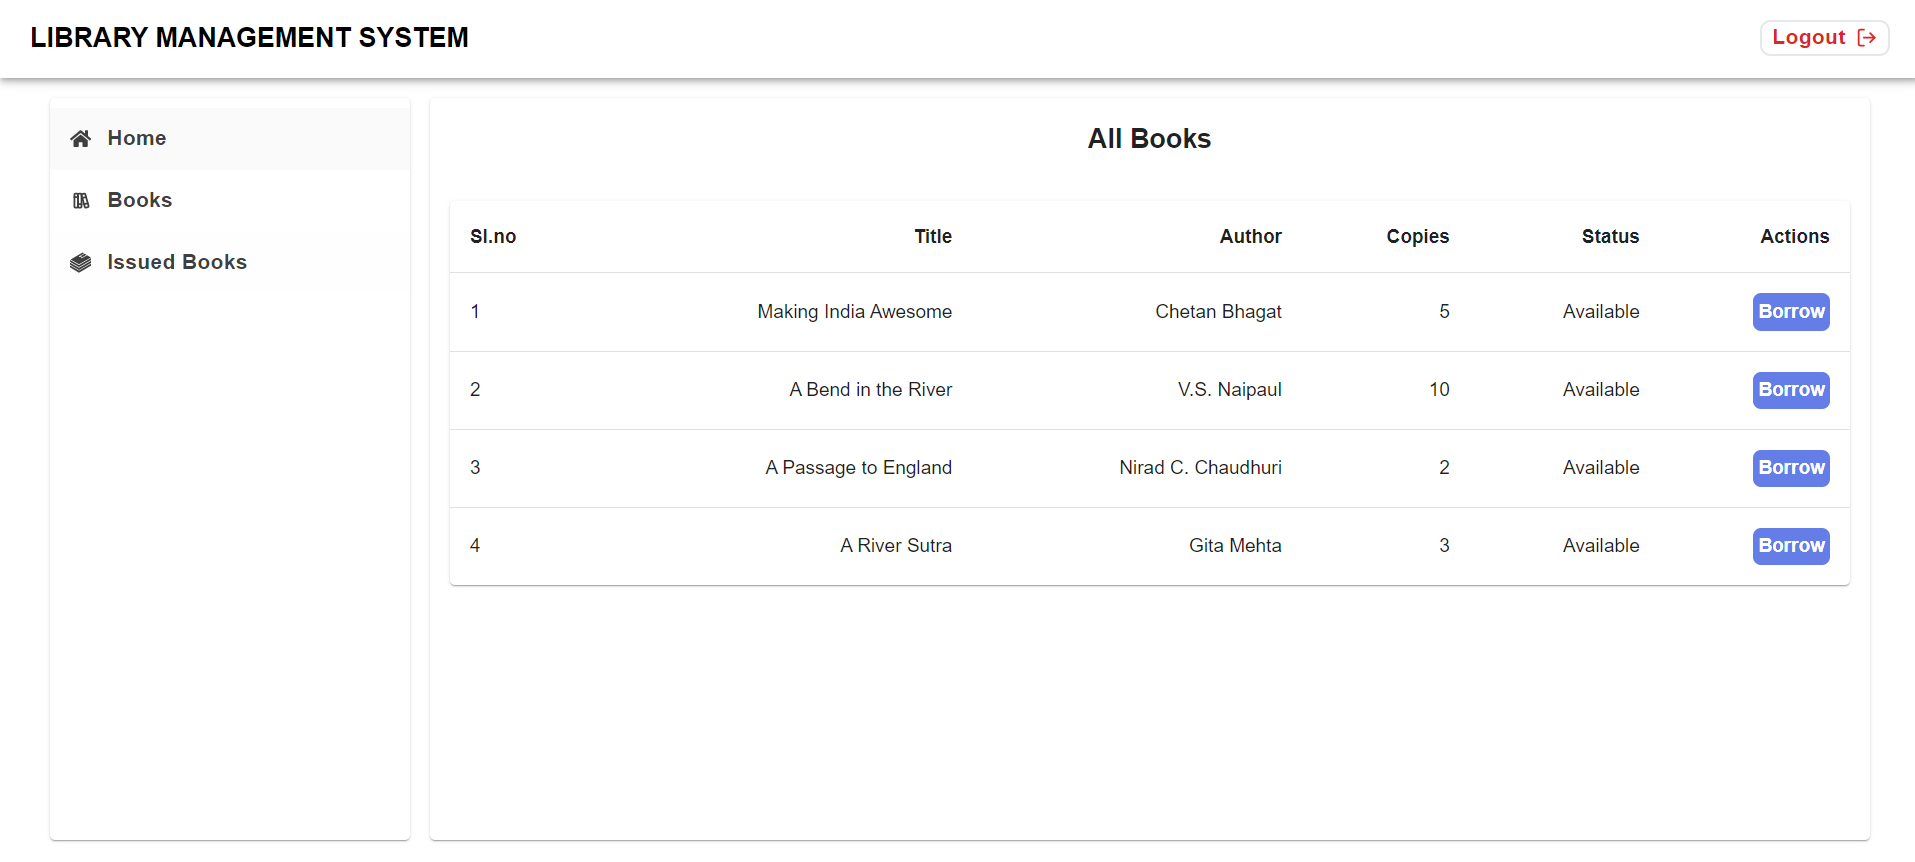 LIBRARY MANAGEMENT SYSTEM
Logout
Home
Books
Issued Books
All Books
Sl.no Title Author Copies Status Actions
1 Making India Awesome Chetan Bhagat 5 Available Borrow
2 A Bend in the River V.S. Naipaul 10 Available Borrow
3 A Passage to England Nirad C. Chaudhuri 2 Available Borrow
4 A River Sutra Gita Mehta 3 Available Borrow